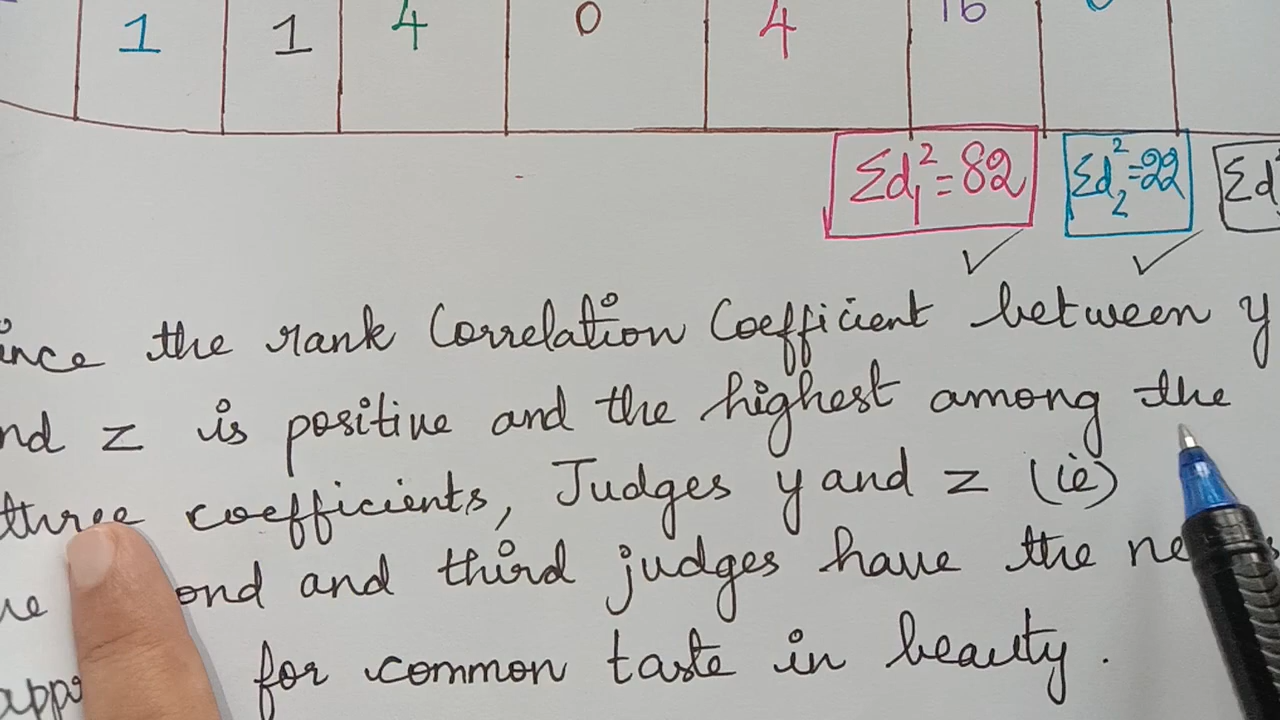 1 1 4 0 4 16
Σd₁² = 82 Σd₂² = 22 Σd
ince the rank Correlation Coefficient between y
nd z is positive and the highest among the
three coefficients, Judges y and z (ie)
ond and third judges have the ne
app for common taste in beauty.